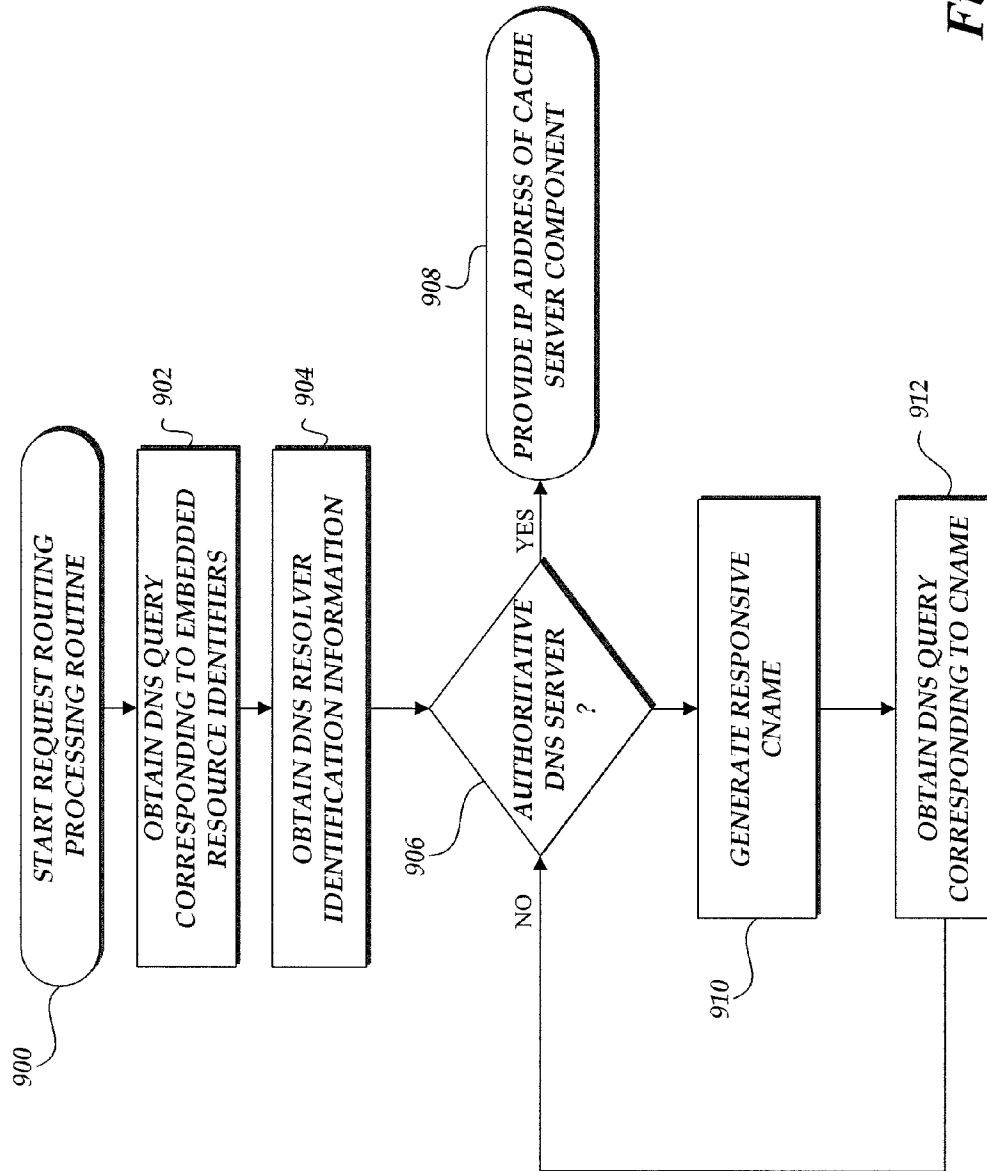 900
START REQUEST ROUTING
PROCESSING ROUTINE
902
OBTAIN DNS QUERY
CORRESPONDING TO EMBEDDED
RESOURCE IDENTIFIERS
904
OBTAIN DNS RESOLVER
IDENTIFICATION INFORMATION
906
AUTHORITATIVE
DNS SERVER
?
YES
908
PROVIDE IP ADDRESS OF CACHE
SERVER COMPONENT
NO
910
GENERATE RESPONSIVE
CNAME
912
OBTAIN DNS QUERY
CORRESPONDING TO CNAME